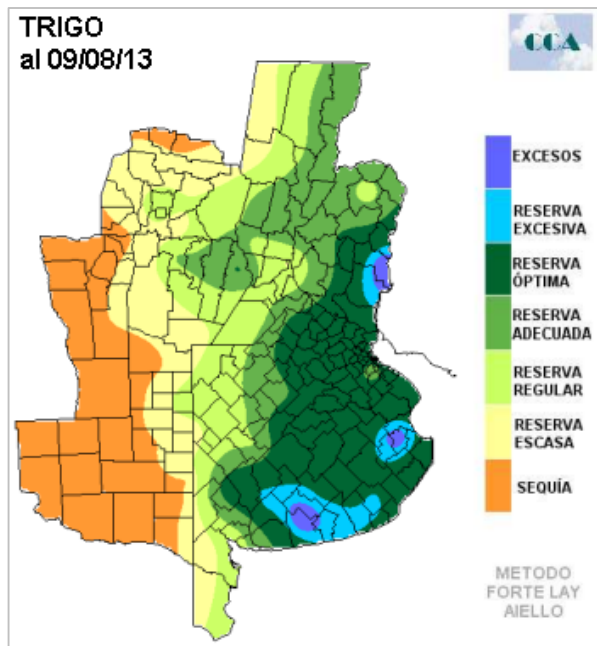 TRIGO
al 09/08/13
CCA
EXCESOS
RESERVA
EXCESIVA
RESERVA
ÓPTIMA
RESERVA
ADECUADA
RESERVA
REGULAR
RESERVA
ESCASA
SEQUÍA
METODO
FORTE LAY
AIELLO